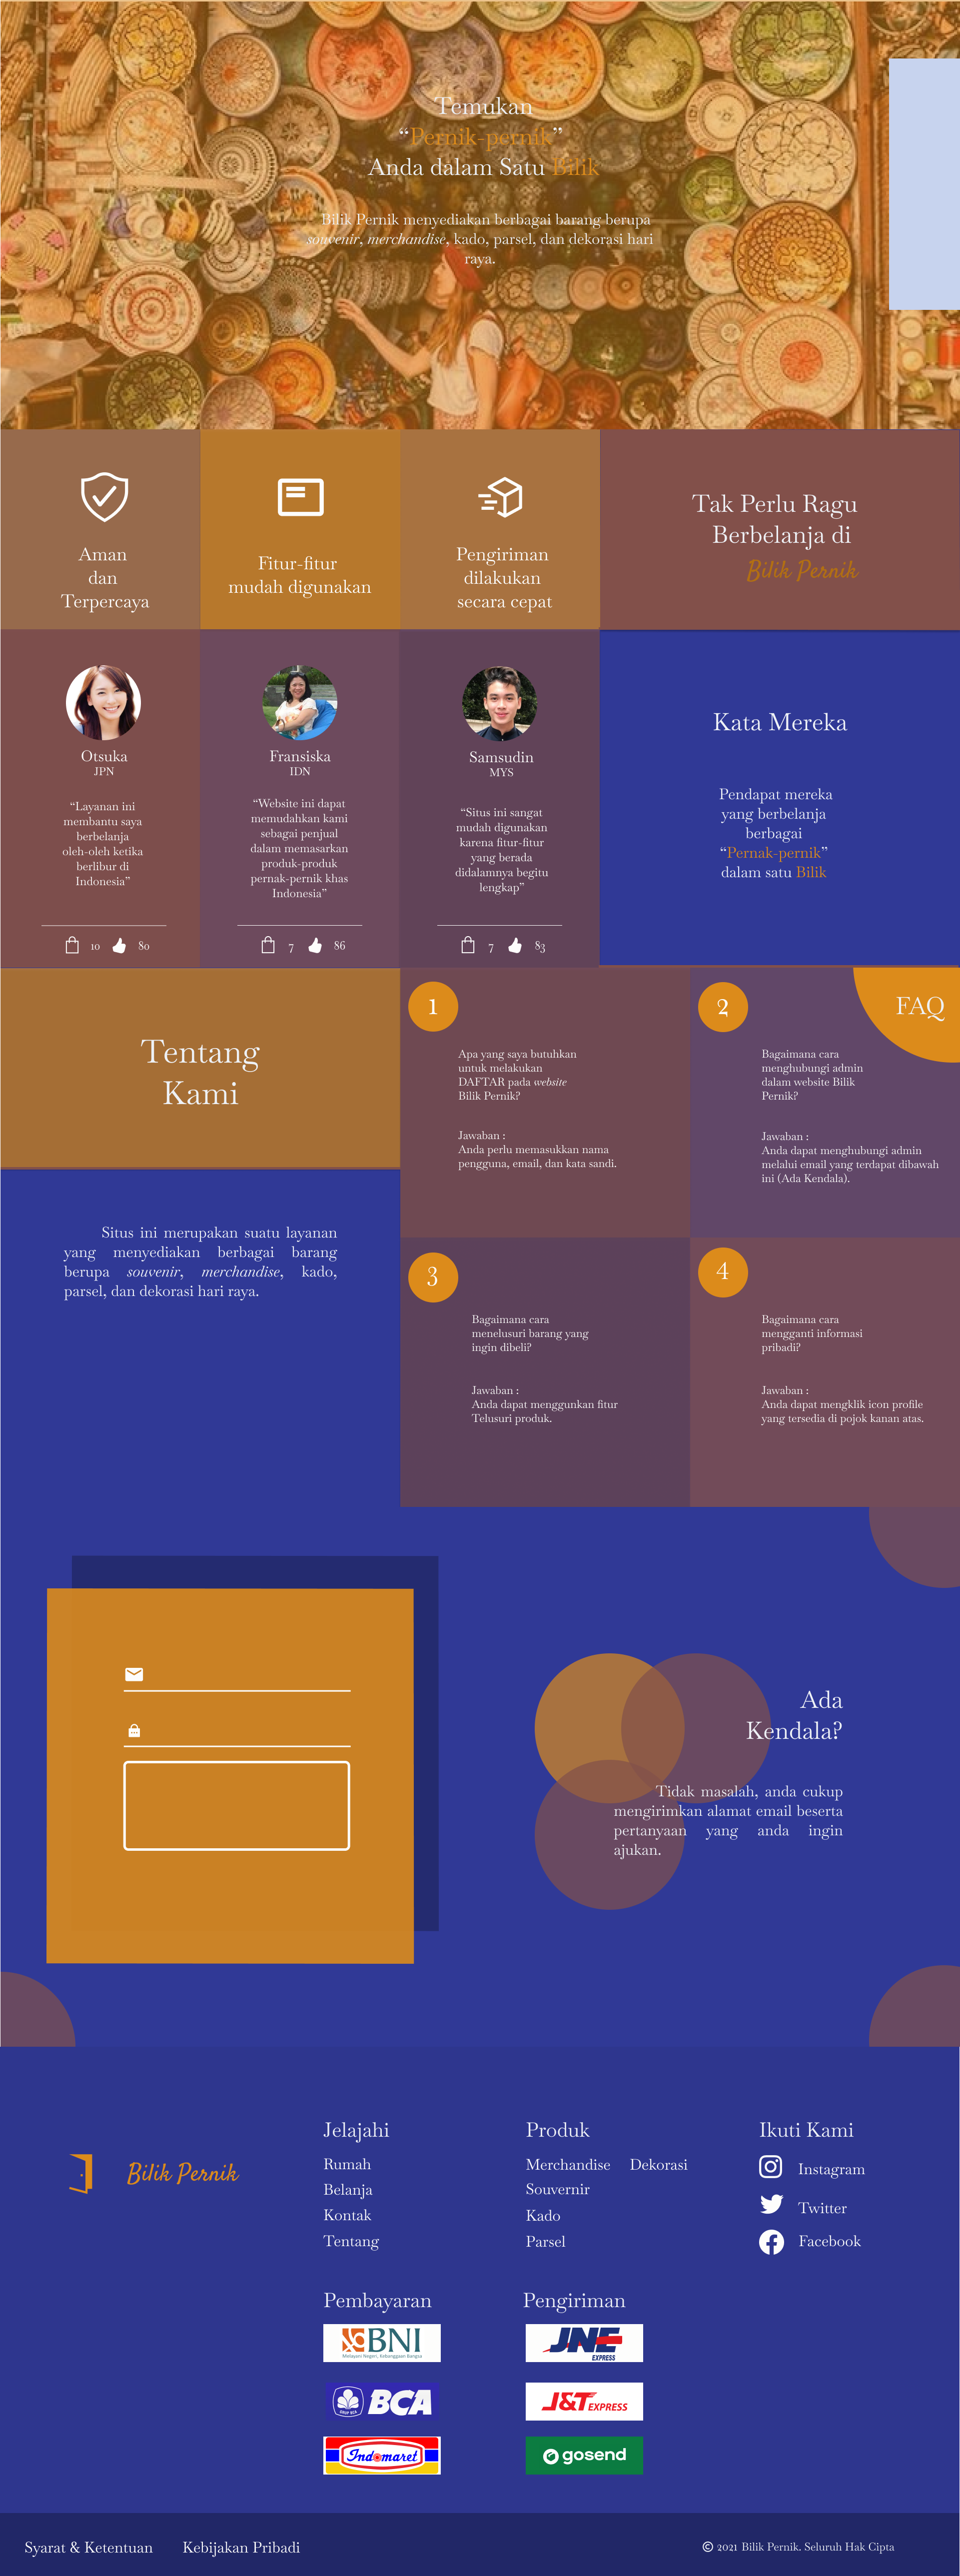 Temukan
“Pernik-pernik”
Anda dalam Satu Bilik
Bilik Pernik menyediakan berbagai barang berupa
souvenir, merchandise, kado, parsel, dan dekorasi hari
raya.
Aman
dan
Terpercaya
Fitur-fitur
mudah digunakan
Pengiriman
dilakukan
secara cepat
Tak Perlu Ragu
Berbelanja di
Bilik Pernik
Otsuka
JPN
“Layanan ini
membantu saya
berbelanja
oleh-oleh ketika
berlibur di
Indonesia”
10 80
Fransiska
IDN
“Website ini dapat
memudahkan kami
sebagai penjual
dalam memasarkan
produk-produk
pernak-pernik khas
Indonesia”
7 86
Samsudin
MYS
“Situs ini sangat
mudah digunakan
karena fitur-fitur
yang berada
didalamnya begitu
lengkap”
7 83
Kata Mereka
Pendapat mereka
yang berbelanja
berbagai
“Pernak-pernik”
dalam satu Bilik
Tentang
Kami
Situs ini merupakan suatu layanan
yang menyediakan berbagai barang
berupa souvenir, merchandise, kado,
parsel, dan dekorasi hari raya.
FAQ
1
Apa yang saya butuhkan
untuk melakukan
DAFTAR pada website
Bilik Pernik?
Jawaban :
Anda perlu memasukkan nama
pengguna, email, dan kata sandi.
2
Bagaimana cara
menghubungi admin
dalam website Bilik
Pernik?
Jawaban :
Anda dapat menghubungi admin
melalui email yang terdapat dibawah
ini (Ada Kendala).
3
Bagaimana cara
menelusuri barang yang
ingin dibeli?
Jawaban :
Anda dapat menggunkan fitur
Telusuri produk.
4
Bagaimana cara
mengganti informasi
pribadi?
Jawaban :
Anda dapat mengklik icon profile
yang tersedia di pojok kanan atas.
Ada
Kendala?
Tidak masalah, anda cukup
mengirimkan alamat email beserta
pertanyaan yang anda ingin
ajukan.
Bilik Pernik
Jelajahi
Rumah
Belanja
Kontak
Tentang
Produk
Merchandise Dekorasi
Souvernir
Kado
Parsel
Ikuti Kami
Instagram
Twitter
Facebook
Pembayaran
BNI
Melayani Negeri, Kebanggaan Bangsa
BCA
Indomaret
Pengiriman
JNE
EXPRESS
J&T EXPRESS
gosend
Syarat & Ketentuan Kebijakan Pribadi
© 2021 Bilik Pernik. Seluruh Hak Cipta